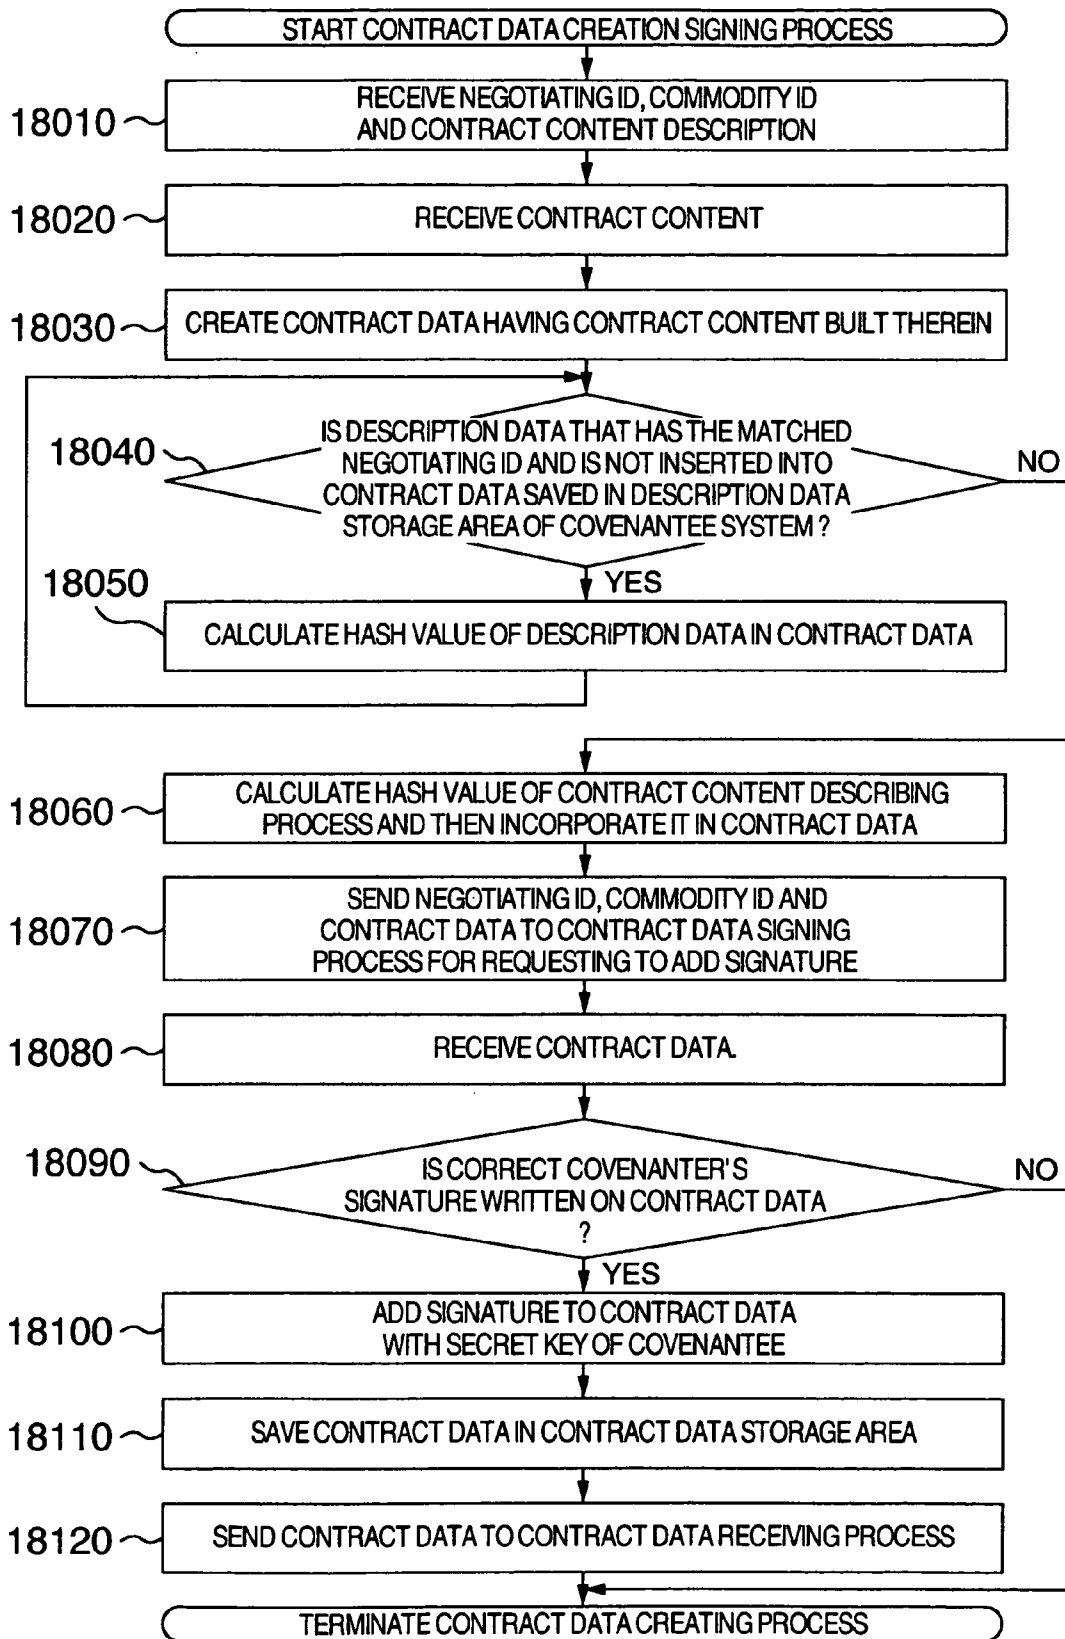 START CONTRACT DATA CREATION SIGNING PROCESS
18010
RECEIVE NEGOTIATING ID, COMMODITY ID
AND CONTRACT CONTENT DESCRIPTION
18020
RECEIVE CONTRACT CONTENT
18030
CREATE CONTRACT DATA HAVING CONTRACT CONTENT BUILT THEREIN
18040
IS DESCRIPTION DATA THAT HAS THE MATCHED
NEGOTIATING ID AND IS NOT INSERTED INTO
CONTRACT DATA SAVED IN DESCRIPTION DATA
STORAGE AREA OF COVENANTEE SYSTEM ?
NO
YES
18050
CALCULATE HASH VALUE OF DESCRIPTION DATA IN CONTRACT DATA
18060
CALCULATE HASH VALUE OF CONTRACT CONTENT DESCRIBING
PROCESS AND THEN INCORPORATE IT IN CONTRACT DATA
18070
SEND NEGOTIATING ID, COMMODITY ID AND
CONTRACT DATA TO CONTRACT DATA SIGNING
PROCESS FOR REQUESTING TO ADD SIGNATURE
18080
RECEIVE CONTRACT DATA.
18090
IS CORRECT COVENANTER'S
SIGNATURE WRITTEN ON CONTRACT DATA
?
NO
YES
18100
ADD SIGNATURE TO CONTRACT DATA
WITH SECRET KEY OF COVENANTEE
18110
SAVE CONTRACT DATA IN CONTRACT DATA STORAGE AREA
18120
SEND CONTRACT DATA TO CONTRACT DATA RECEIVING PROCESS
TERMINATE CONTRACT DATA CREATING PROCESS